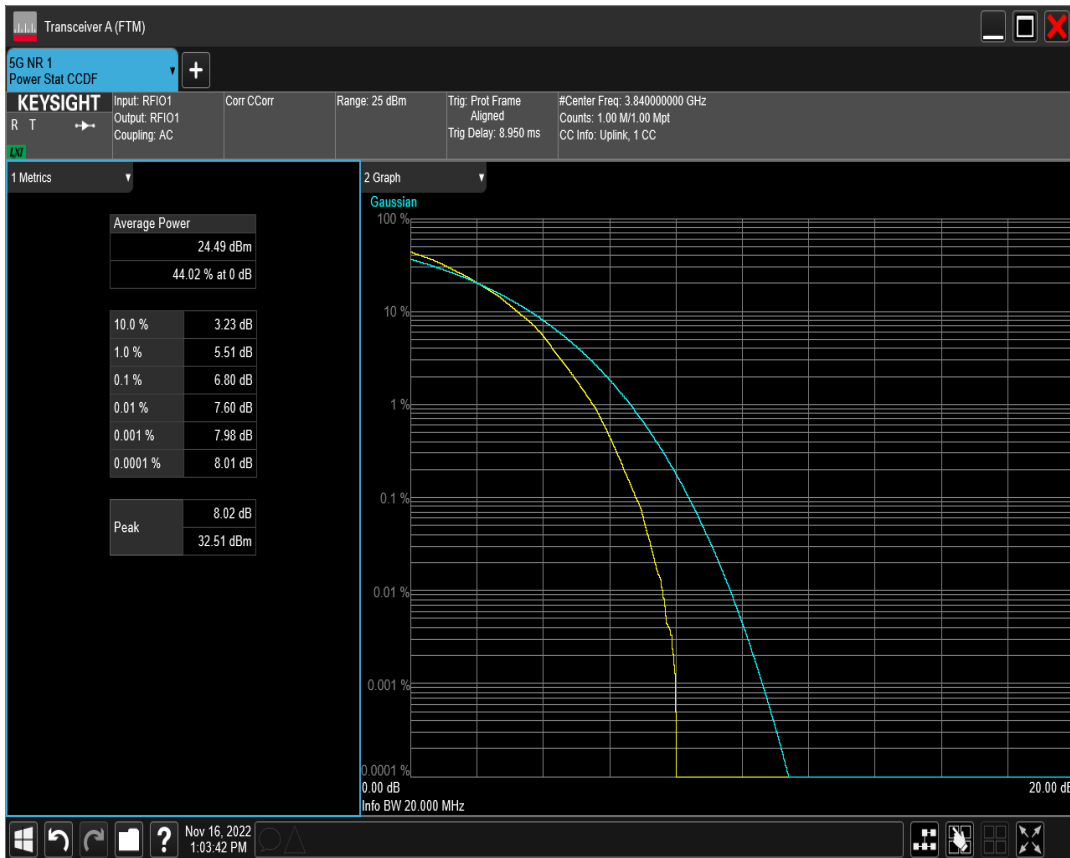 Transceiver A (FTM)
5G NR 1
Power Stat CCDF
+
KEYSIGHT
R T
LXI
Input: RFIO1
Output: RFIO1
Coupling: AC
Corr CCorr
Range: 25 dBm
Trig: Prot Frame
Aligned
Trig Delay: 8.950 ms
#Center Freq: 3.840000000 GHz
Counts: 1.00 M/1.00 Mpt
CC Info: Uplink, 1 CC
1 Metrics
Average Power
24.49 dBm
44.02 % at 0 dB
10.0 % 3.23 dB
1.0 % 5.51 dB
0.1 % 6.80 dB
0.01 % 7.60 dB
0.001 % 7.98 dB
0.0001 % 8.01 dB
Peak
8.02 dB
32.51 dBm
2 Graph
Gaussian
100 %
10 %
1 %
0.1 %
0.01 %
0.001 %
0.0001 %
0.00 dB 20.00 dB
Info BW 20.000 MHz
?
Nov 16, 2022
1:03:42 PM